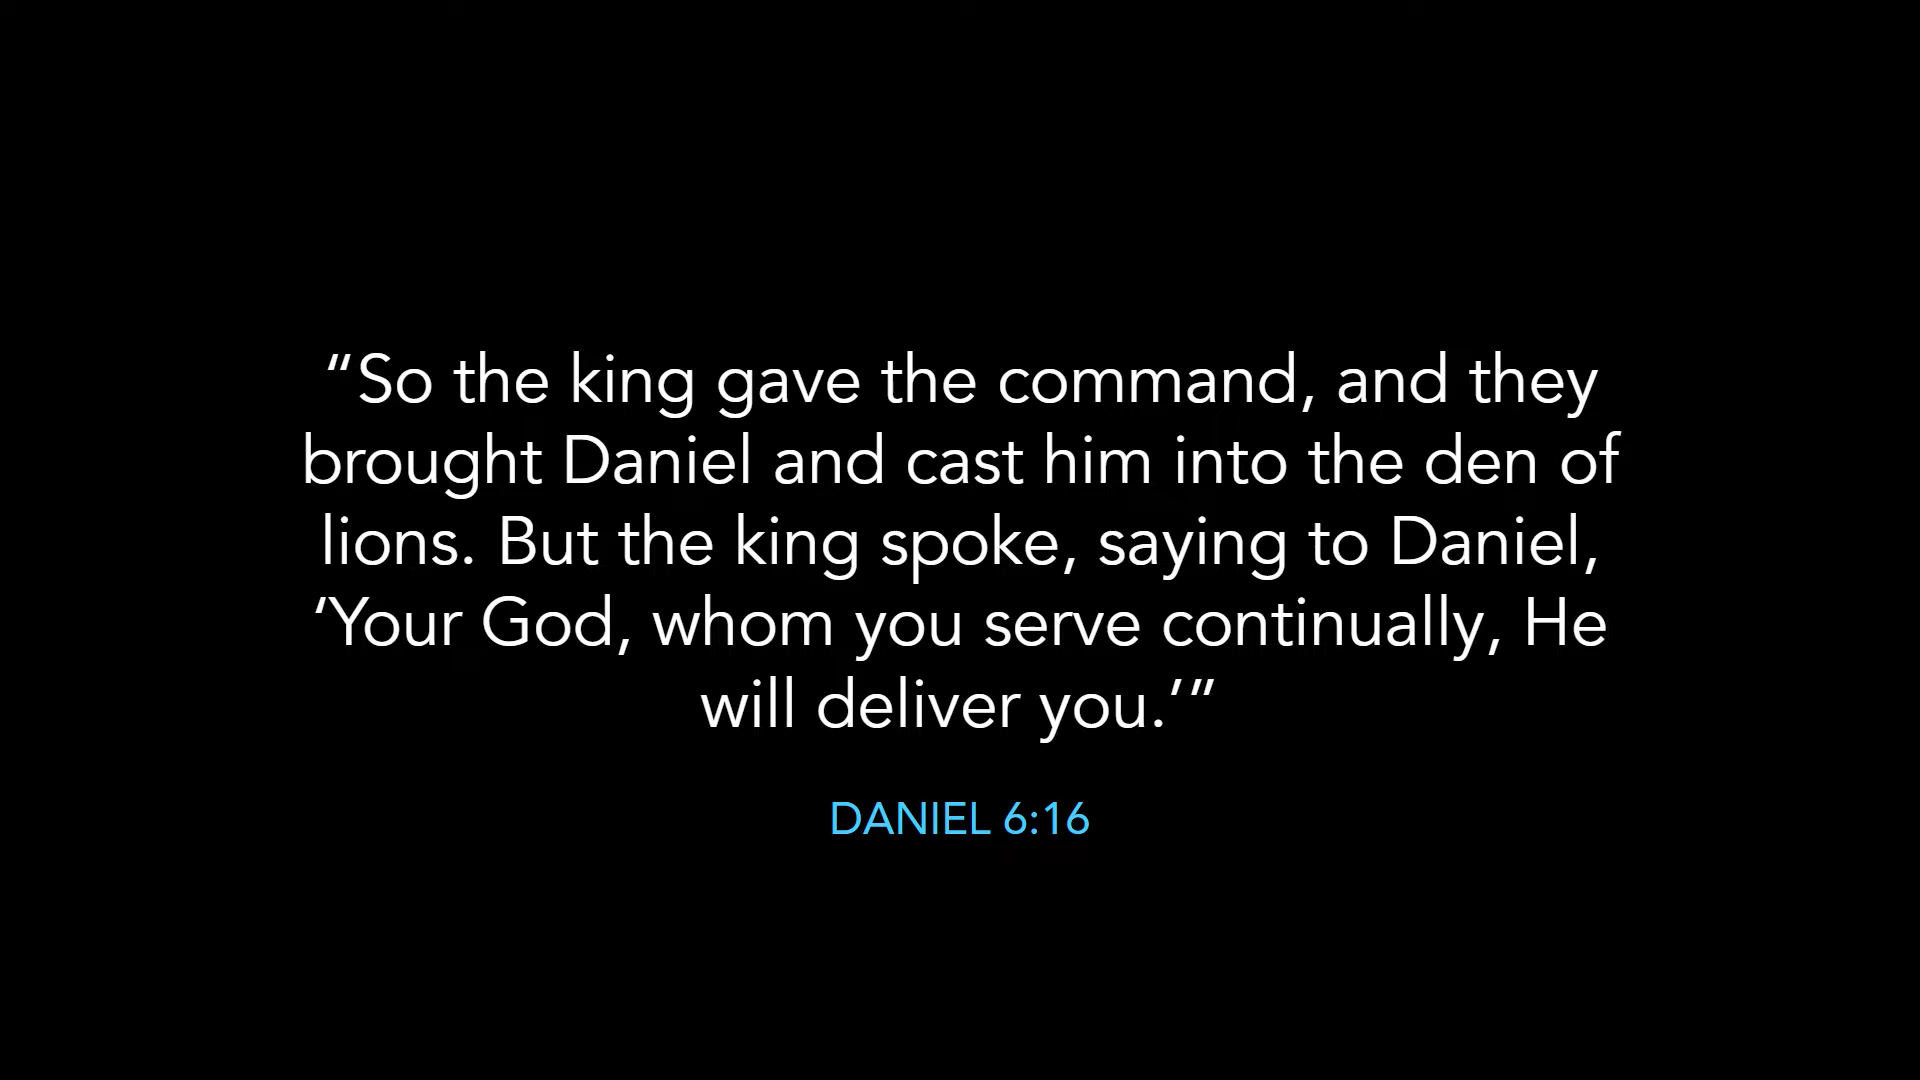 “So the king gave the command, and they
brought Daniel and cast him into the den of
lions. But the king spoke, saying to Daniel,
‘Your God, whom you serve continually, He
will deliver you.’”
DANIEL 6:16